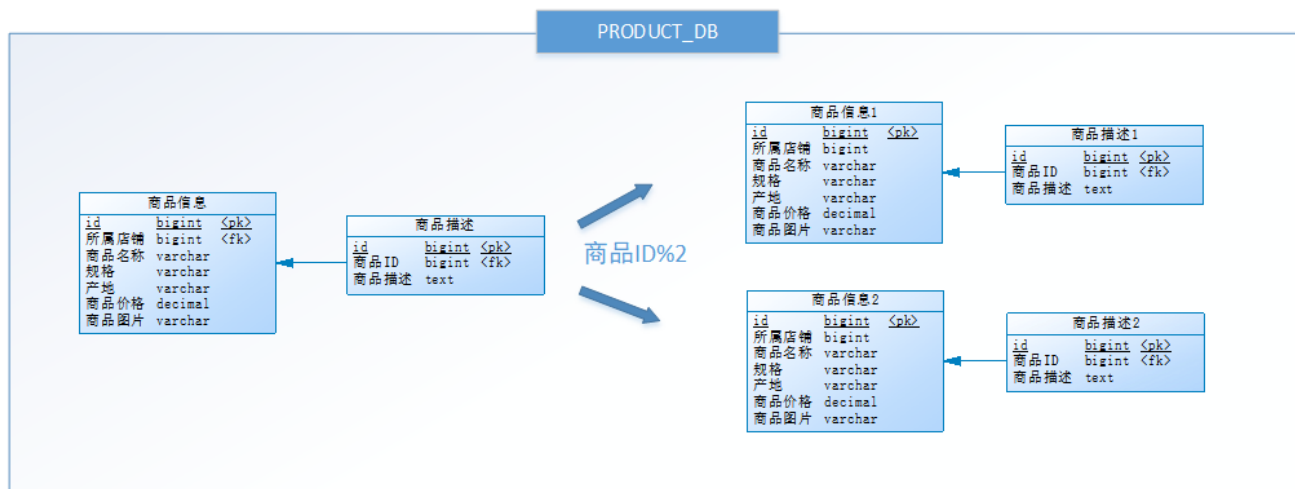 PRODUCT_DB
商品信息
id bigint <pk>
所属店铺 bigint <fk>
商品名称 varchar
规格 varchar
产地 varchar
商品价格 decimal
商品图片 varchar
商品描述
id bigint <pk>
商品ID bigint <fk>
商品描述 text
商品ID%2
商品信息1
id bigint <pk>
所属店铺 bigint
商品名称 varchar
规格 varchar
产地 varchar
商品价格 decimal
商品图片 varchar
商品描述1
id bigint <pk>
商品ID bigint <fk>
商品描述 text
商品信息2
id bigint <pk>
所属店铺 bigint
商品名称 varchar
规格 varchar
产地 varchar
商品价格 decimal
商品图片 varchar
商品描述2
id bigint <pk>
商品ID bigint <fk>
商品描述 text